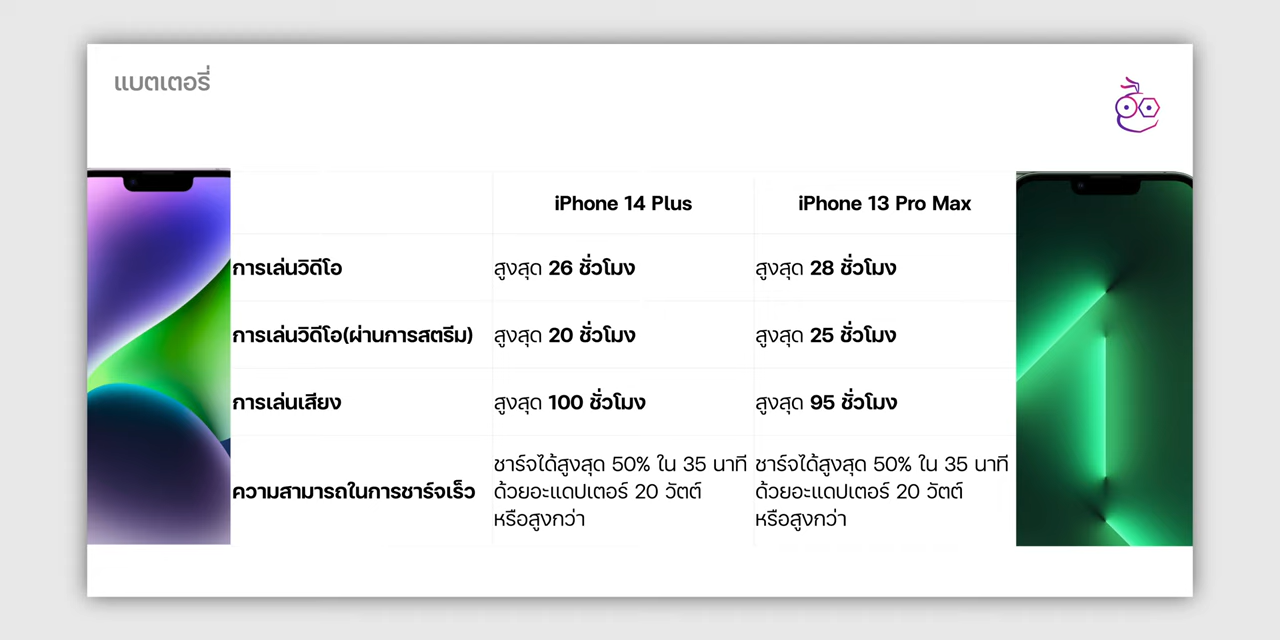 แบตเตอรี่
iPhone 14 Plus
iPhone 13 Pro Max
การเล่นวิดีโอ
สูงสุด 26 ชั่วโมง
สูงสุด 28 ชั่วโมง
การเล่นวิดีโอ(ผ่านการสตรีม)
สูงสุด 20 ชั่วโมง
สูงสุด 25 ชั่วโมง
การเล่นเสียง
สูงสุด 100 ชั่วโมง
สูงสุด 95 ชั่วโมง
ความสามารถในการชาร์จเร็ว
ชาร์จได้สูงสุด 50% ใน 35 นาที
ด้วยอะแดปเตอร์ 20 วัตต์
หรือสูงกว่า
ชาร์จได้สูงสุด 50% ใน 35 นาที
ด้วยอะแดปเตอร์ 20 วัตต์
หรือสูงกว่า